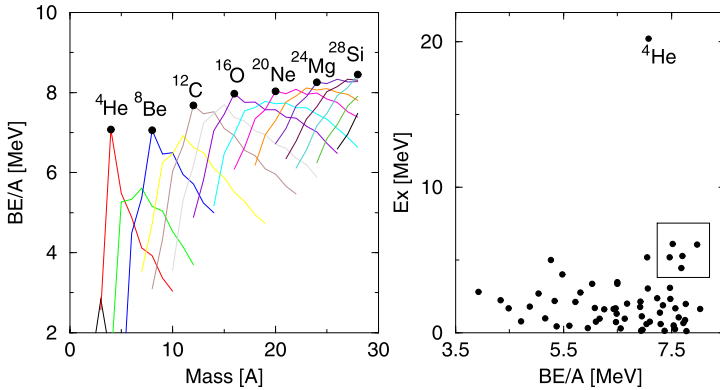 10
8
6
4
2
BE/A [MeV]
⁴He
⁸Be
¹²C
¹⁶O
²⁰Ne
²⁴Mg
²⁸Si
0
10
20
30
Mass [A]
20
10
0
Ex [MeV]
⁴He
3.5
5.5
7.5
BE/A [MeV]